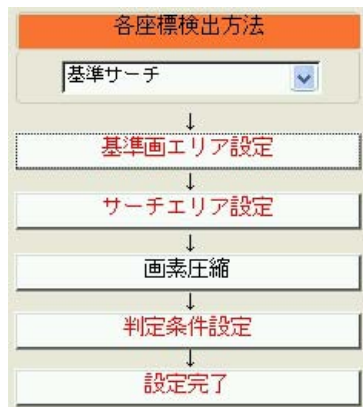 各座標検出方法
基準サーチ
↓
基準画エリア設定
↓
サーチエリア設定
↓
画素圧縮
↓
判定条件設定
↓
設定完了